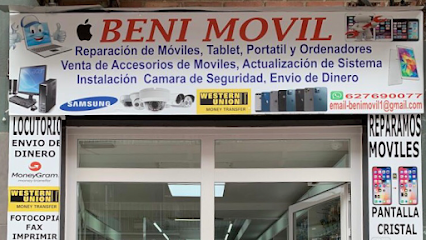 BENI MOVIL
Reparación de Móviles, Tablet, Portatil y Ordenadores
Venta de Accesorios de Moviles, Actualización de Sistema
Instalación Camara de Seguridad, Envio de Dinero
SAMSUNG
WESTERN UNION
MONEY TRANSFER
627690077
email-benimovil1@gmail.com
LOCUTORIO
ENVIO DE
DINERO
MoneyGram
WESTERN UNION
MONEY TRANSFER
FOTOCOPIA
FAX
IMPRIMIR
REPARAMOS
MOVILES
PANTALLA
CRISTAL